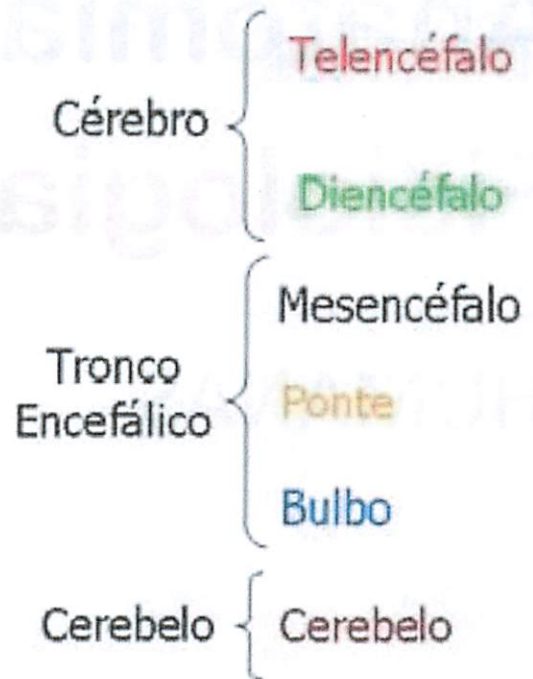 Cérebro
Telencéfalo
Diencéfalo
Tronco
Encefálico
Mesencéfalo
Ponte
Bulbo
Cerebelo
Cerebelo